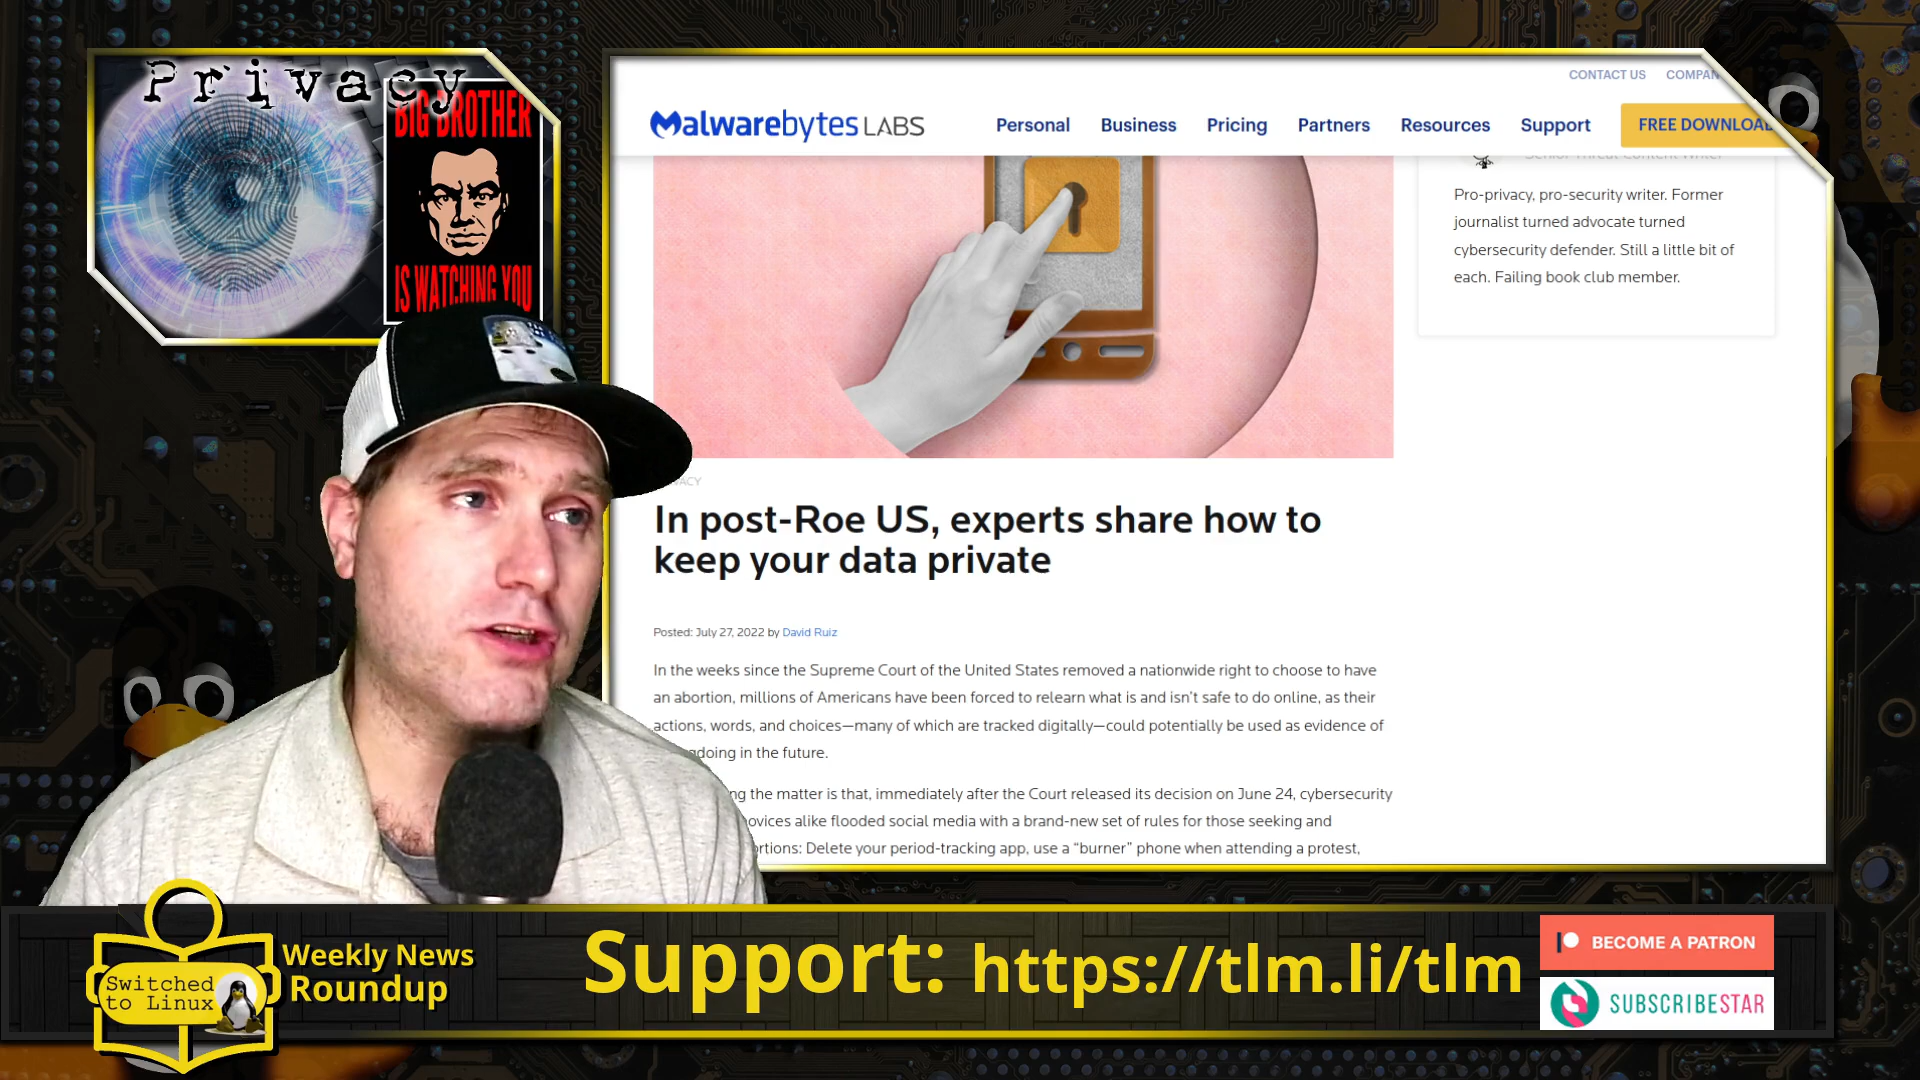 Privacy
BIG BROTHER
IS WATCHING YOU
CONTACT US
Malwarebytes LABS
Personal
Business
Pricing
Partners
Resources
Support
FREE DOWNLOAD
Senior Threat Content Writer
Pro-privacy, pro-security writer. Former
journalist turned advocate turned
cybersecurity defender. Still a little bit of
each. Failing book club member.
In post-Roe US, experts share how to
keep your data private
Posted: July 27, 2022 by David Ruiz
In the weeks since the Supreme Court of the United States removed a nationwide right to choose to have
an abortion, millions of Americans have been forced to relearn what is and isn't safe to do online, as their
actions, words, and choices—many of which are tracked digitally—could potentially be used as evidence of
doing in the future.
the matter is that, immediately after the Court released its decision on June 24, cybersecurity
alike flooded social media with a brand-new set of rules for those seeking and
Delete your period-tracking app, use a “burner” phone when attending a protest,
Switched
to Linux
Weekly News
Roundup
Support: https://tlm.li/tlm
BECOME A PATRON
SUBSCRIBESTAR